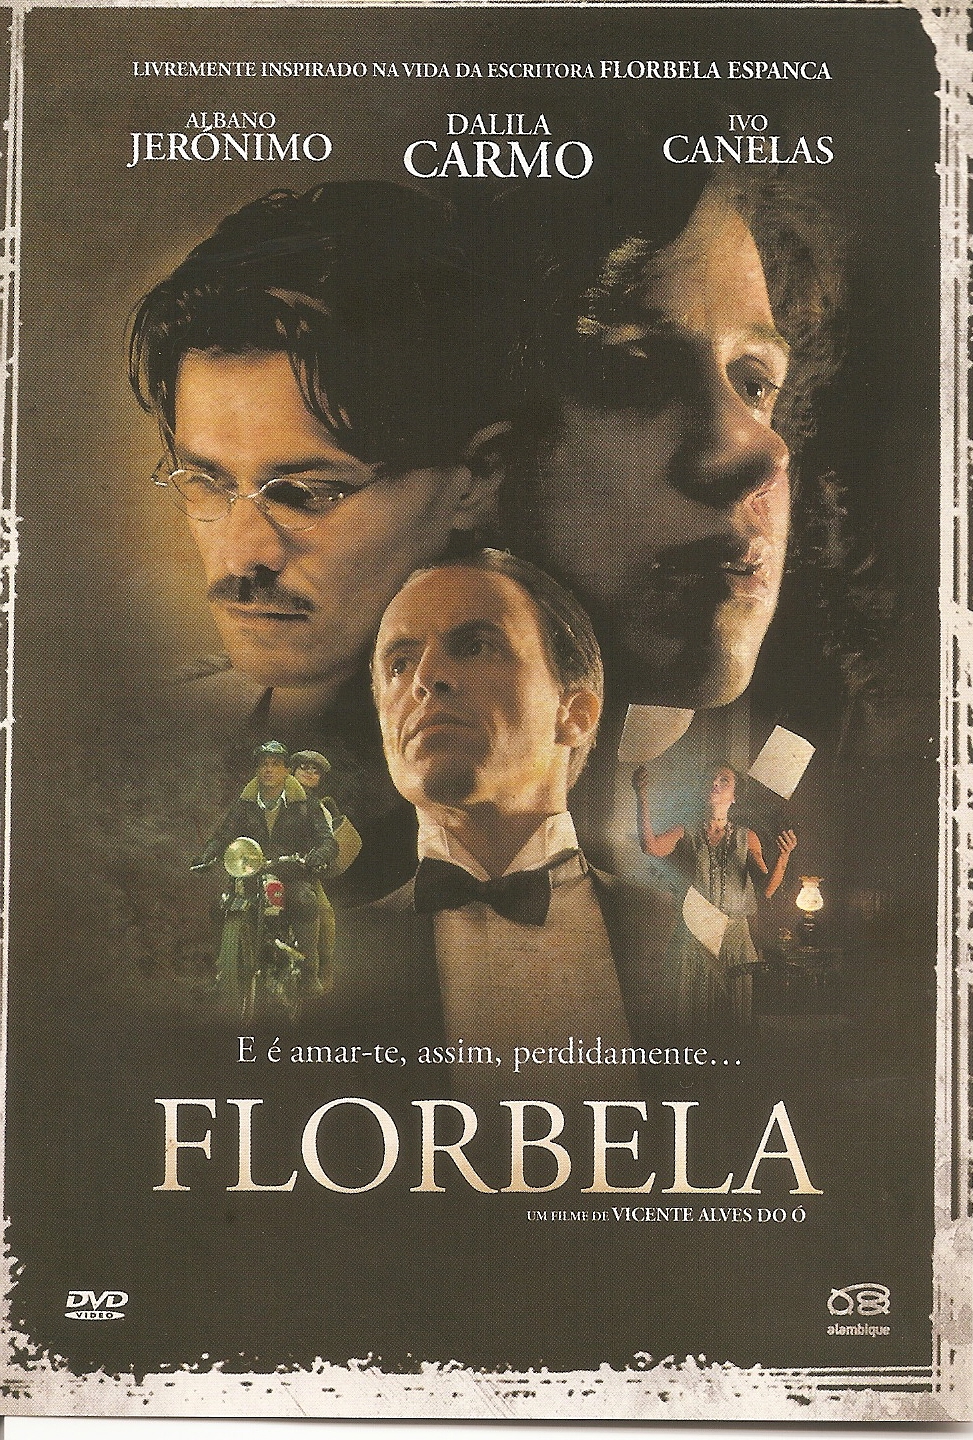 LIVREMENTE INSPIRADO NA VIDA DA ESCRITORA FLORBELA ESPANCA
ALBANO
JERÓNIMO
DALILA
CARMO
IVO
CANELAS
E é amar-te, assim, perdidamente...
FLORBELA
UM FILME DE VICENTE ALVES DO Ó
DVD
VIDEO
alambique